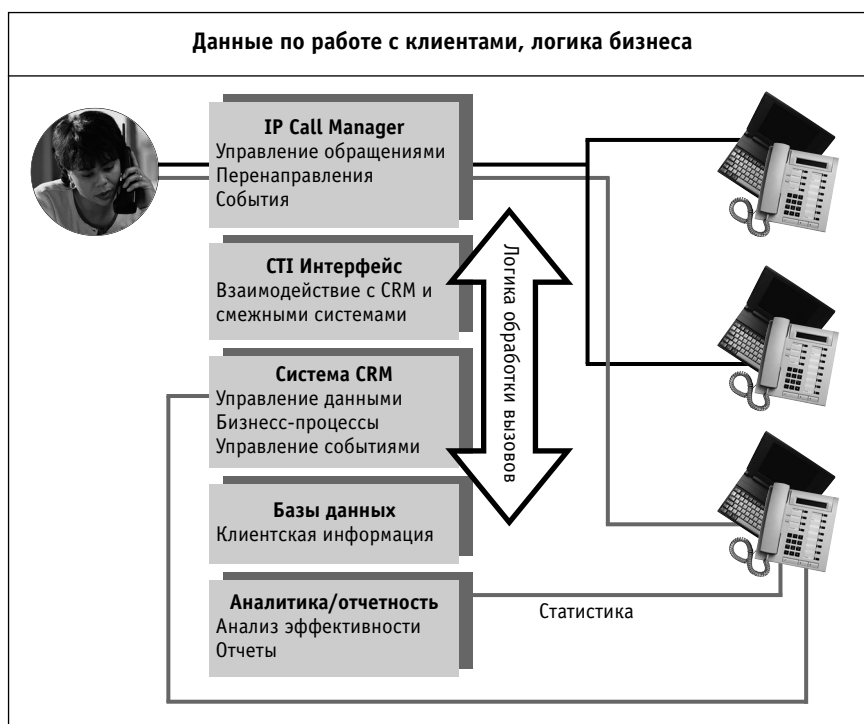 Данные по работе с клиентами, логика бизнеса
IP Call Manager
Управление обращениями
Перенаправления
События
CTI Интерфейс
Взаимодействие с CRM и
смежными системами
Система CRM
Управление данными
Бизнесс-процессы
Управление событиями
Базы данных
Клиентская информация
Аналитика/отчетность
Анализ эффективности
Отчеты
Логика обработки вызовов
Статистика